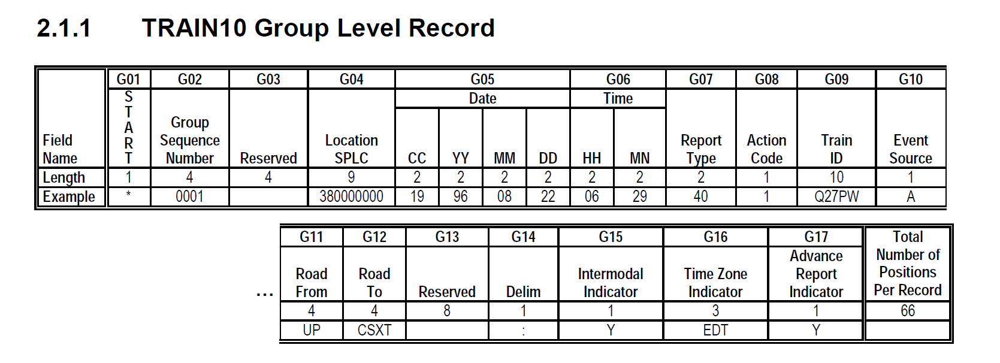 2.1.1 TRAIN10 Group Level Record
G01 G02 G03 G04 G05 G06 G07 G08 G09 G10
Field Name START Group Sequence Number Reserved Location SPLC Date CC YY MM DD Time HH MN Report Type Action Code Train ID Event Source
Length 1 4 4 9 2 2 2 2 2 2 2 1 10 1
Example * 0001 380000000 19 96 08 22 06 29 40 1 Q27PW A
G11 G12 G13 G14 G15 G16 G17 Total Number of Positions Per Record
... Road From Road To Reserved Delim Intermodal Indicator Time Zone Indicator Advance Report Indicator
4 4 8 1 1 3 1 66
UP CSXT : Y EDT Y